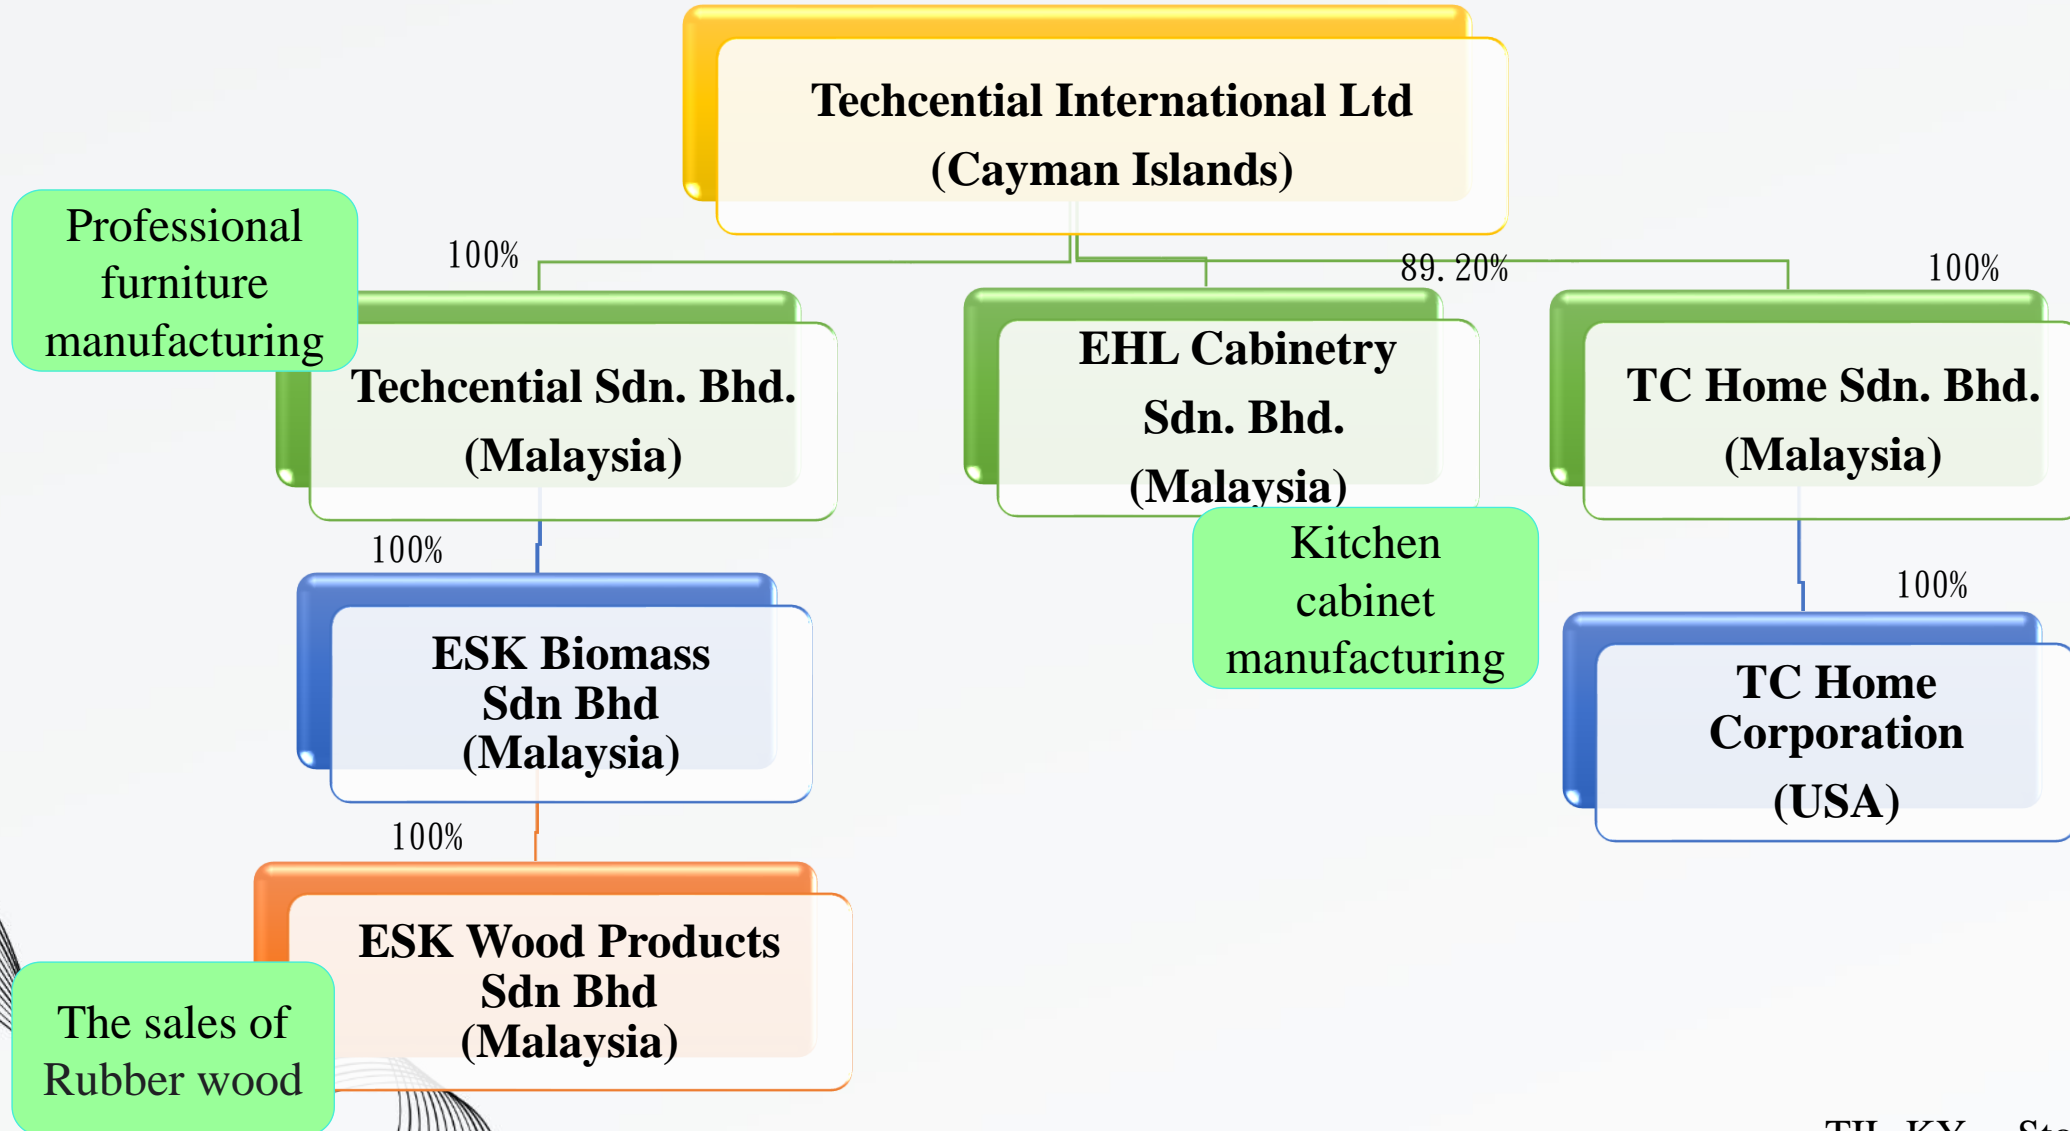 Techcential International Ltd
(Cayman Islands)
Professional
furniture
manufacturing
100%
89.20%
100%
Techcential Sdn. Bhd.
(Malaysia)
EHL Cabinetry
Sdn. Bhd.
(Malaysia)
TC Home Sdn. Bhd.
(Malaysia)
Kitchen
cabinet
manufacturing
100%
100%
ESK Biomass
Sdn Bhd
(Malaysia)
TC Home
Corporation
(USA)
100%
ESK Wood Products
Sdn Bhd
(Malaysia)
The sales of
Rubber wood